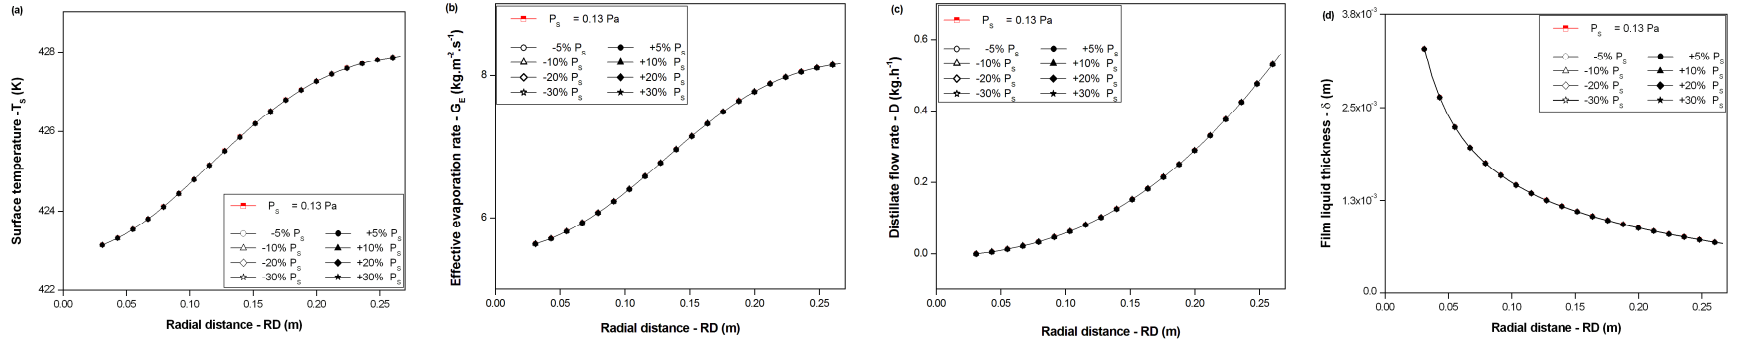 (a)
Surface temperature - T_S (K)
428
426
424
422
P_S = 0.13 Pa
-5% P_S +5% P_S
-10% P_S +10% P_S
-20% P_S +20% P_S
-30% P_S +30% P_S
0.00 0.05 0.10 0.15 0.20 0.25
Radial distance - RD (m)
(b)
Effective evaporation rate - G_E (kg.m⁻².s⁻¹)
8
6
P_S = 0.13 Pa
-5% P_S +5% P_S
-10% P_S +10% P_S
-20% P_S +20% P_S
-30% P_S +30% P_S
0.00 0.05 0.10 0.15 0.20 0.25
Radial distance - RD (m)
(c)
Distillate flow rate - D (kg.h⁻¹)
0.6
0.4
0.2
0.0
P_S = 0.13 Pa
-5% P_S +5% P_S
-10% P_S +10% P_S
-20% P_S +20% P_S
-30% P_S +30% P_S
0.00 0.05 0.10 0.15 0.20 0.25
Radial distance - RD (m)
(d)
Film liquid thickness - δ (m)
3.8x10⁻³
2.5x10⁻³
1.3x10⁻³
0.0
P_S = 0.13 Pa
-5% P_S +5% P_S
-10% P_S +10% P_S
-20% P_S +20% P_S
-30% P_S +30% P_S
0.00 0.05 0.10 0.15 0.20 0.25
Radial distane - RD (m)